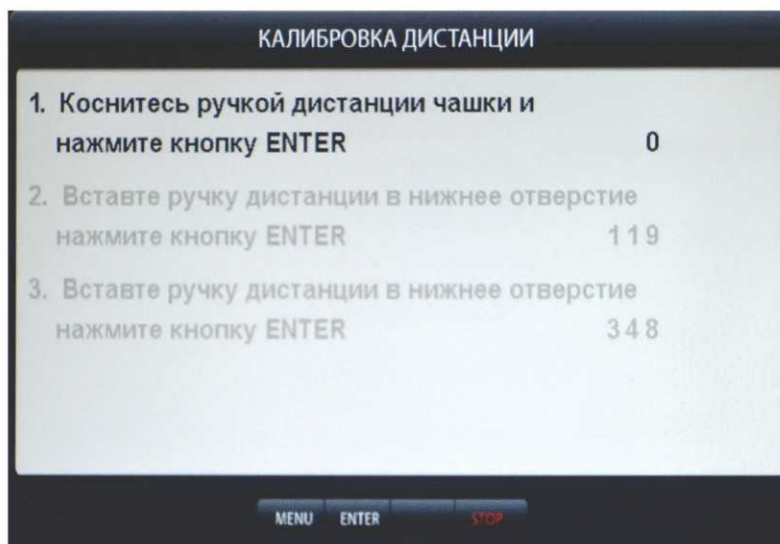 КАЛИБРОВКА ДИСТАНЦИИ
1. Коснитесь ручкой дистанции чашки и
нажмите кнопку ENTER 0
2. Вставте ручку дистанции в нижнее отверстие
нажмите кнопку ENTER 119
3. Вставте ручку дистанции в нижнее отверстие
нажмите кнопку ENTER 348
MENU ENTER STOP